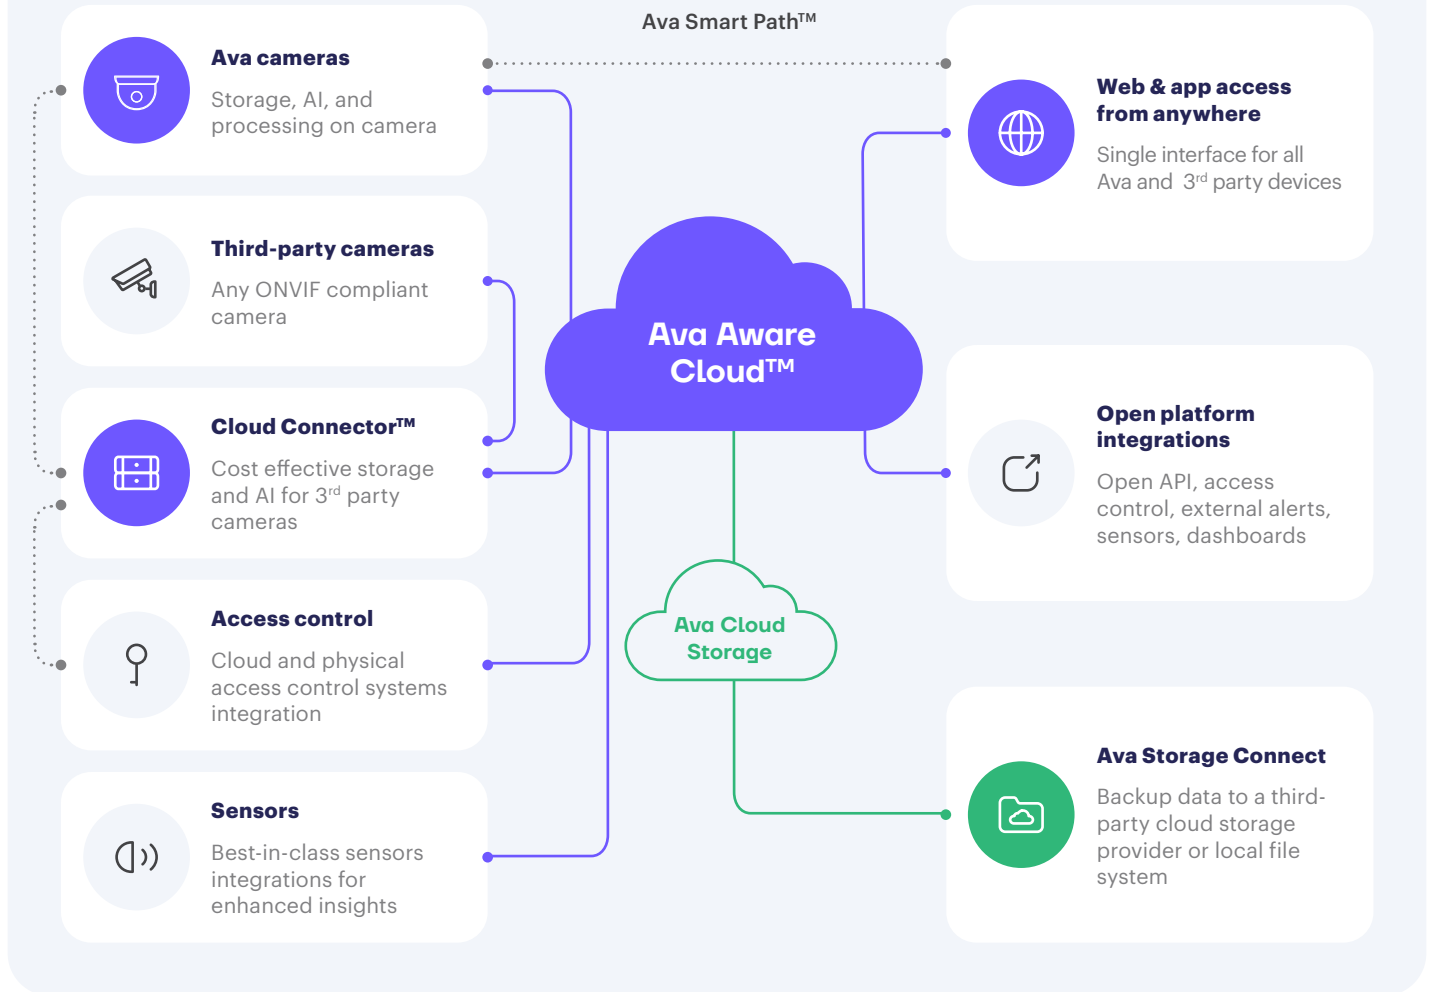 Ava Smart Path™
Ava cameras
Storage, AI, and
processing on camera
Third-party cameras
Any ONVIF compliant
camera
Cloud Connector™
Cost effective storage
and AI for 3rd party
cameras
Access control
Cloud and physical
access control systems
integration
Sensors
Best-in-class sensors
integrations for
enhanced insights
Ava Aware
Cloud™
Ava Cloud
Storage
Web & app access
from anywhere
Single interface for all
Ava and 3rd party devices
Open platform
integrations
Open API, access
control, external alerts,
sensors, dashboards
Ava Storage Connect
Backup data to a third-
party cloud storage
provider or local file
system